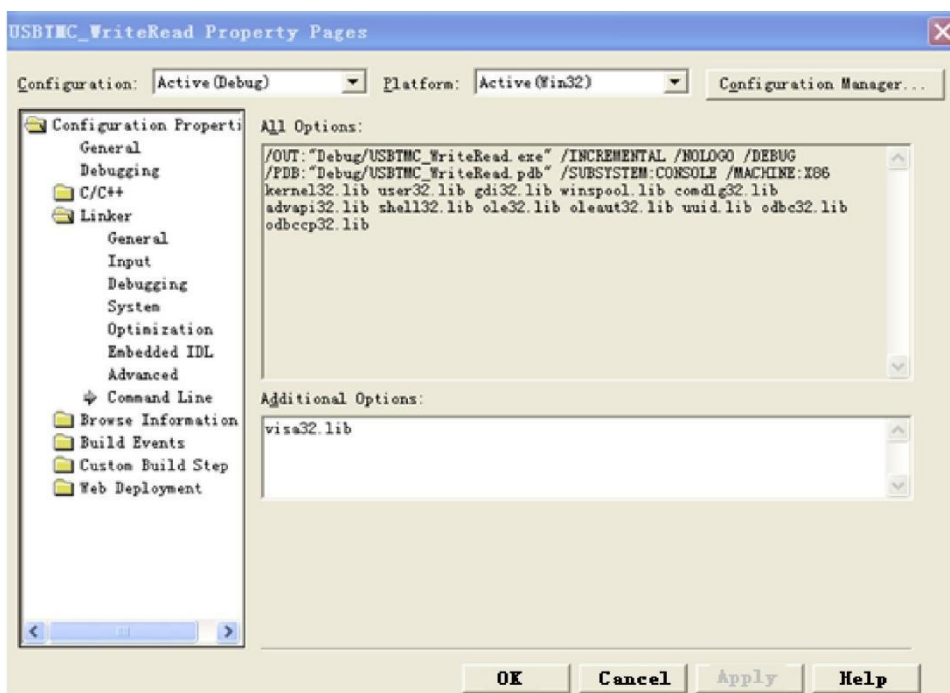 USBTMC_WriteRead Property Pages
Configuration: Active(Debug) Platform: Active(Win32) Configuration Manager...
Configuration Properti
General
Debugging
C/C++
Linker
General
Input
Debugging
System
Optimization
Embedded IDL
Advanced
Command Line
Browse Information
Build Events
Custom Build Step
Web Deployment
All Options:
/OUT:"Debug/USBTMC_WriteRead.exe" /INCREMENTAL /NOLOGO /DEBUG
/PDB:"Debug/USBTMC_WriteRead.pdb" /SUBSYSTEM:CONSOLE /MACHINE:X86
kernel32.lib user32.lib gdi32.lib winspool.lib comdlg32.lib
advapi32.lib shell32.lib ole32.lib oleaut32.lib uuid.lib odbc32.lib
odbccp32.lib
Additional Options:
visa32.lib
OK Cancel Apply Help